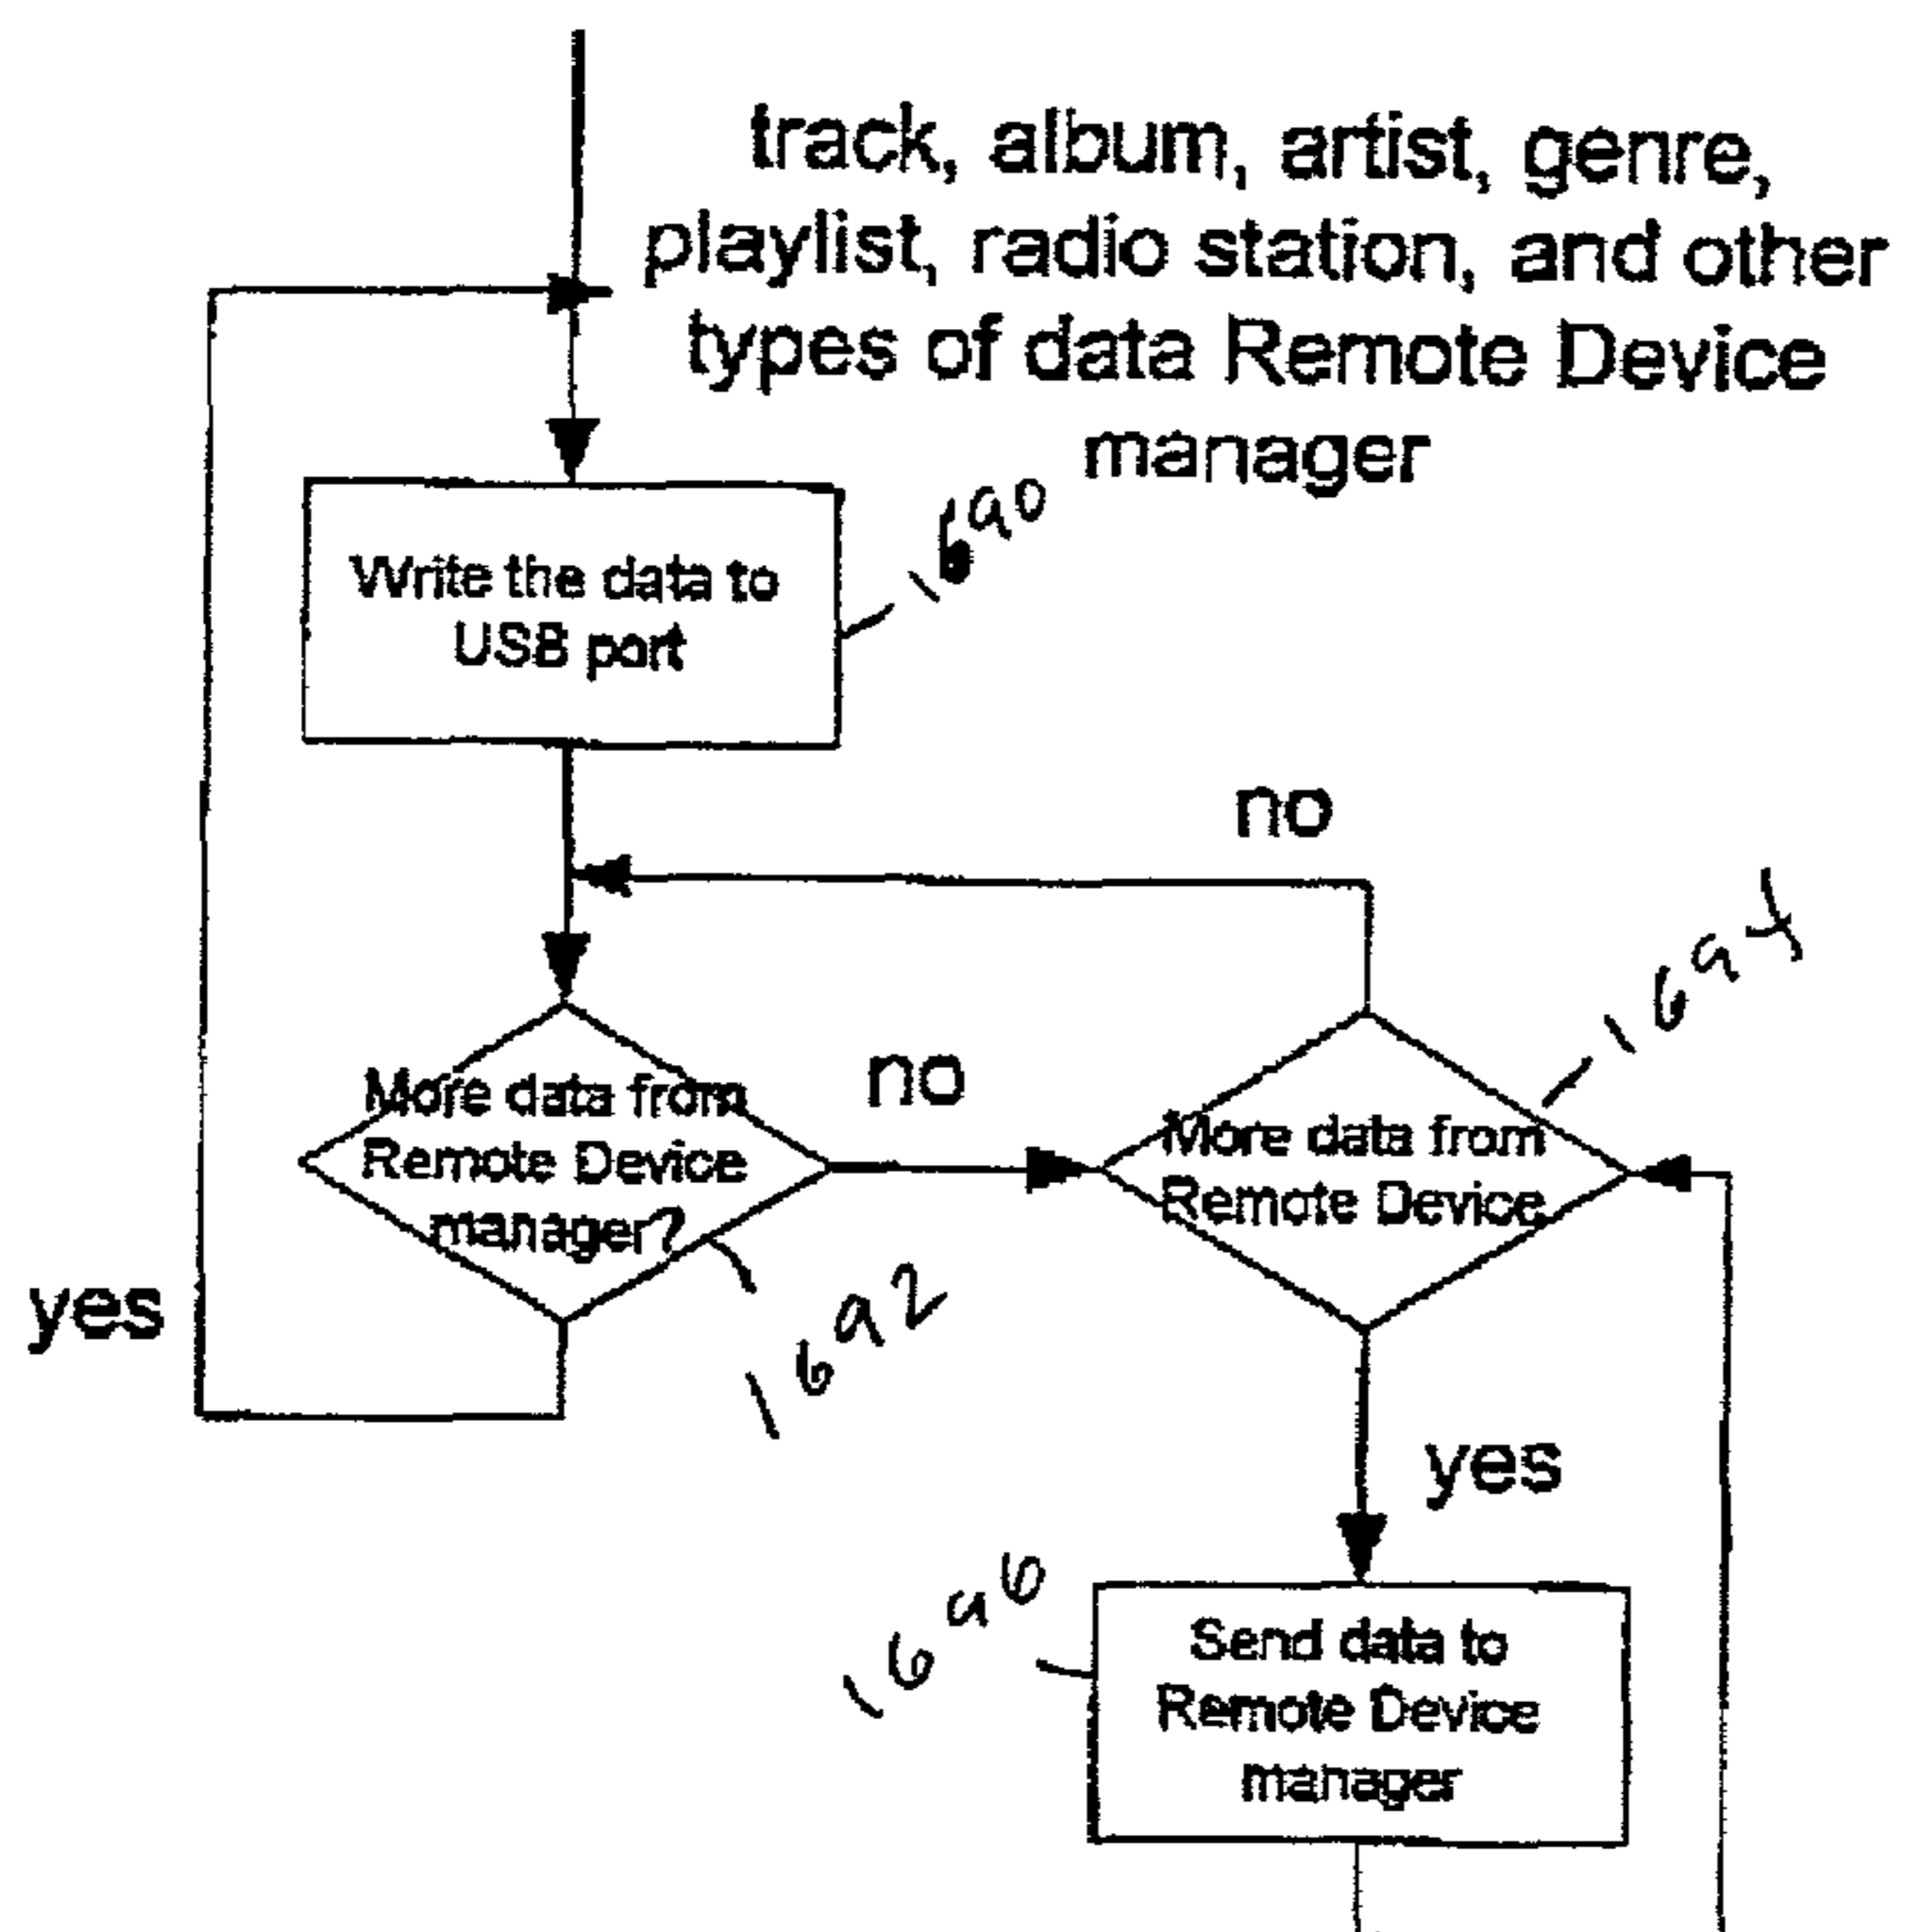 track, album, artist, genre,
playlist, radio station, and other
types of data Remote Device
manager
1690
Write the data to
USB port
no
1694
More data from
Remote Device
manager?
no
More data from
Remote Device
yes
1692
yes
1696
Send data to
Remote Device
manager